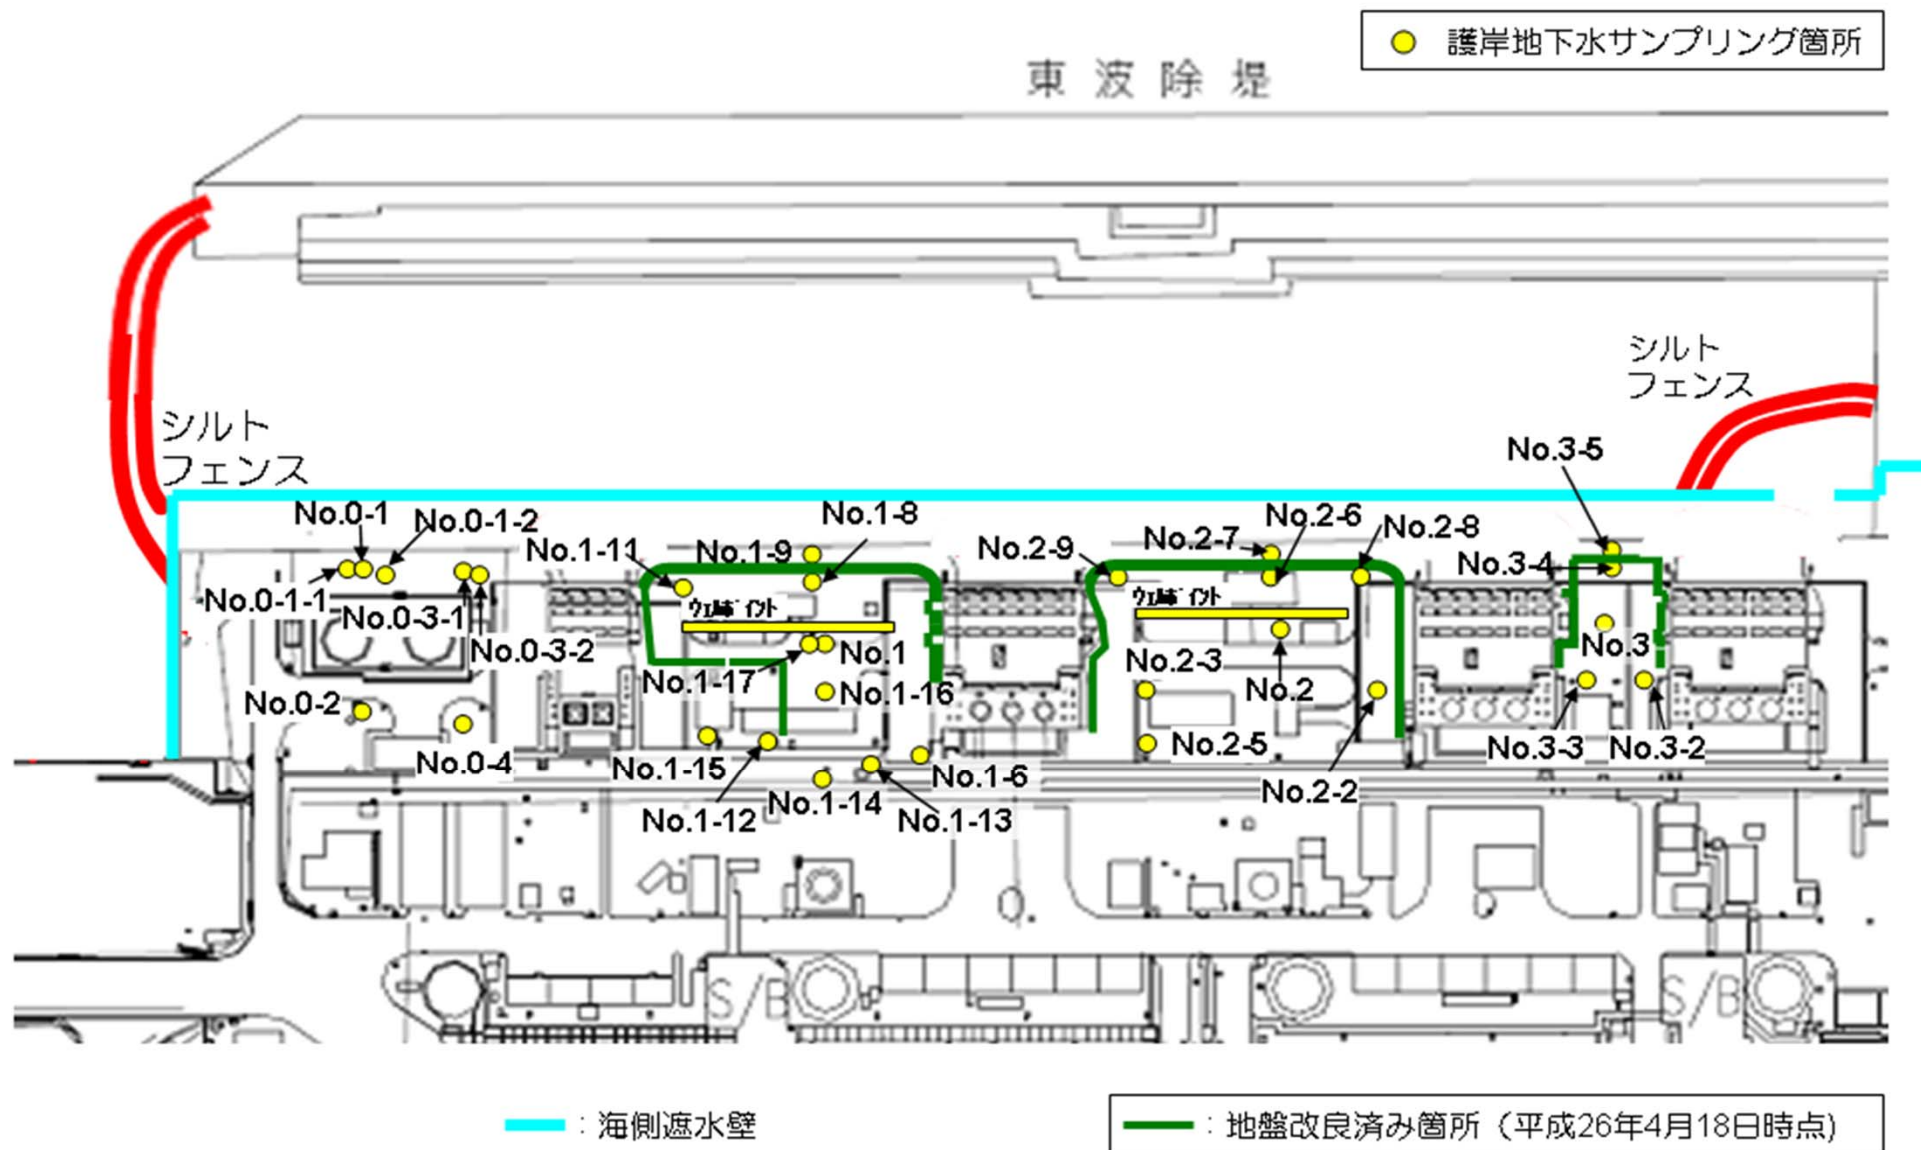 護岸地下水サンプリング箇所
東波除堤
シルト
フェンス
シルト
フェンス
No.3-5
No.0-1
No.0-1-2
No.1-8
No.2-6
No.2-8
No.1-11
No.1-9
No.2-9
No.2-7
No.3-4
No.0-1-1
No.0-3-1
ウェルポイント
ウェルポイント
No.0-3-2
No.1
No.3
No.1-17
No.2-3
No.2
No.1-16
No.0-2
No.0-4
No.1-15
No.1-6
No.2-5
No.3-3
No.3-2
No.1-12
No.1-14
No.1-13
No.2-2
S/B
S/B
:海側遮水壁
:地盤改良済み箇所(平成26年4月18日時点)